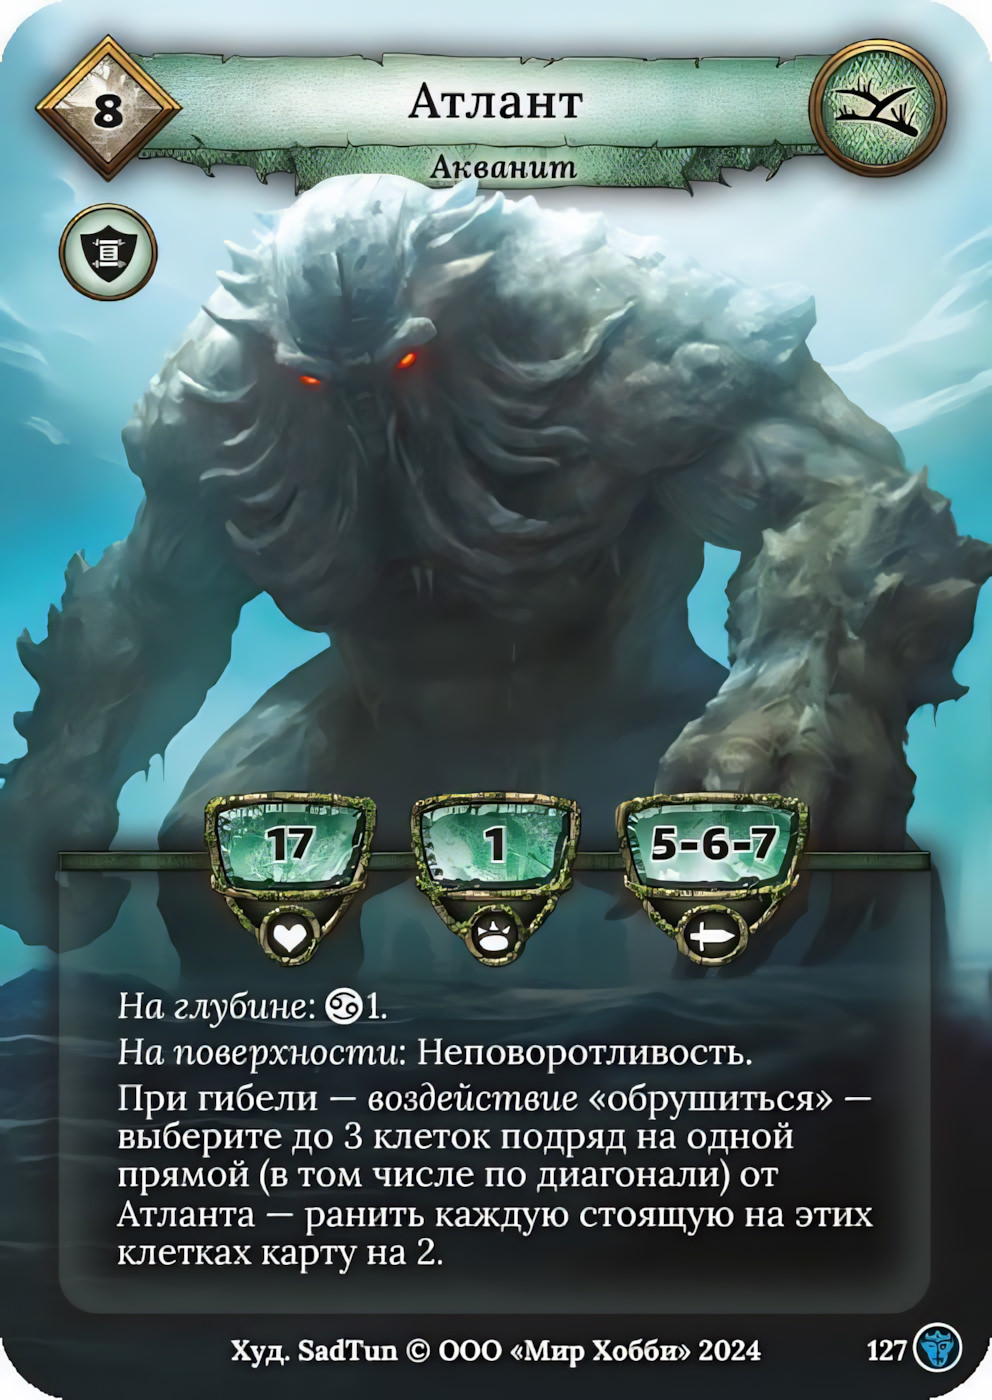 8
Атлант
Акванит
17
1
5-6-7
На глубине: ♋1.
На поверхности: Неповоротливость.
При гибели — воздействие «обрушиться» —
выберите до 3 клеток подряд на одной
прямой (в том числе по диагонали) от
Атланта — ранить каждую стоящую на этих
клетках карту на 2.
Худ. SadTun © ООО «Мир Хобби» 2024
127